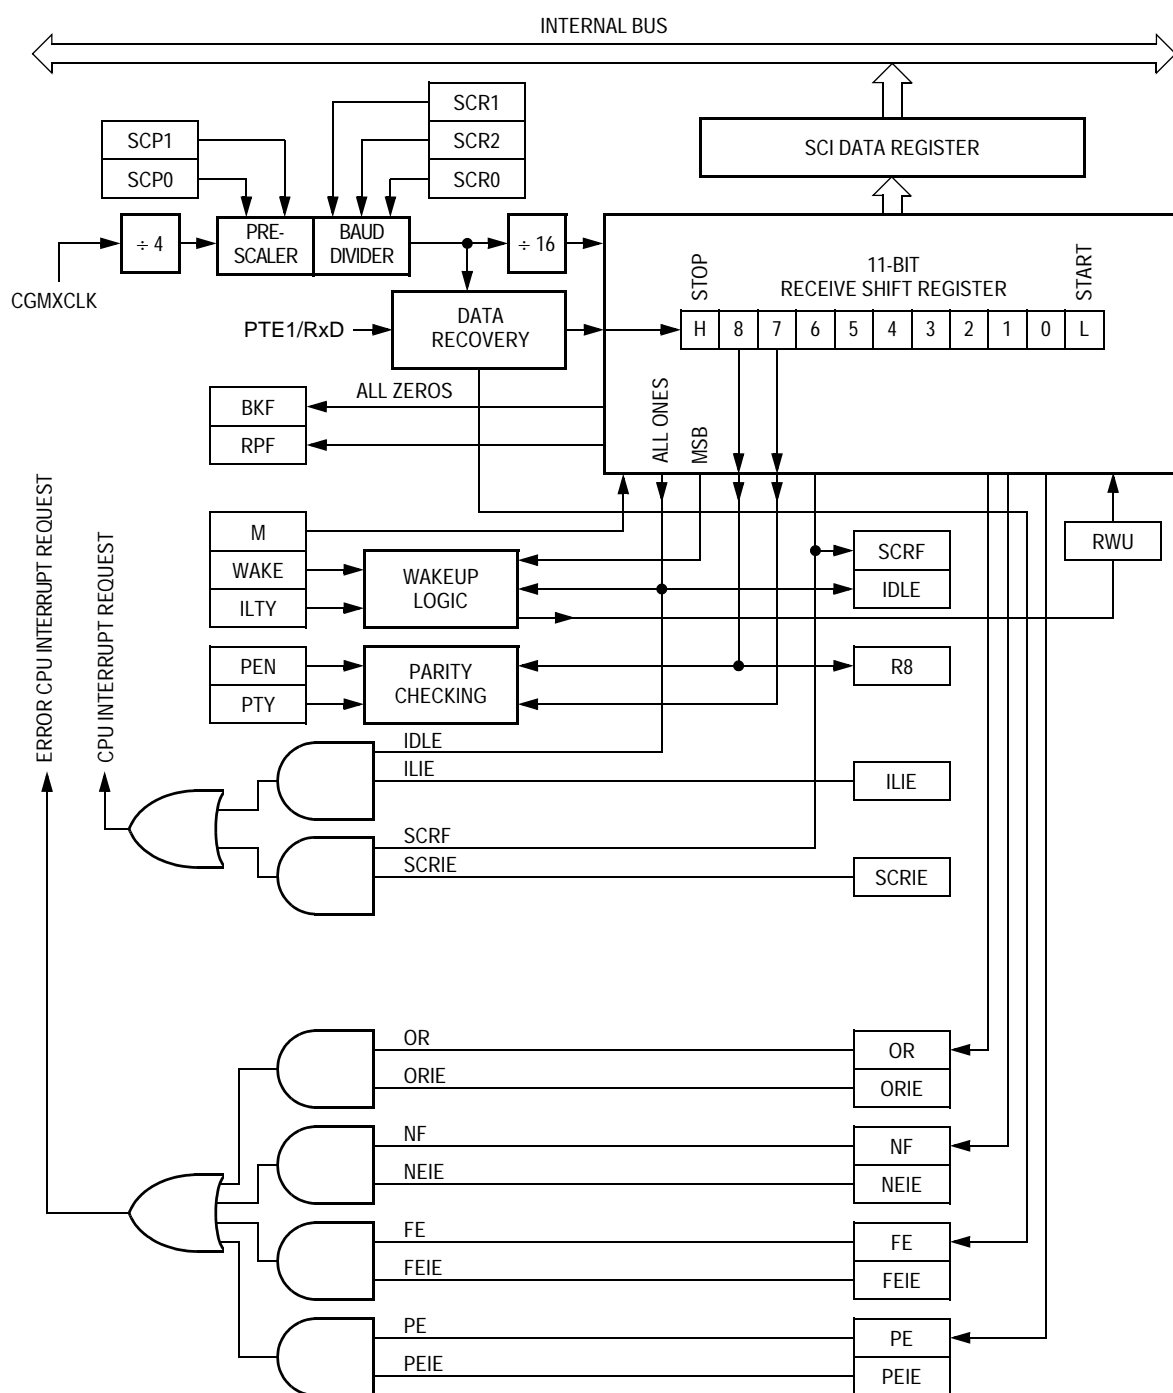 INTERNAL BUS
SCR1
SCR2
SCR0
SCP1
SCP0
SCI DATA REGISTER
÷ 4
PRE-
SCALER
BAUD
DIVIDER
÷ 16
CGMXCLK
PTE1/RxD
DATA
RECOVERY
STOP
11-BIT
RECEIVE SHIFT REGISTER
START
H 8 7 6 5 4 3 2 1 0 L
ALL ZEROS
BKF
RPF
ALL ONES
MSB
M
WAKE
ILTY
WAKEUP
LOGIC
SCRF
IDLE
RWU
PEN
PTY
PARITY
CHECKING
R8
ERROR CPU INTERRUPT REQUEST
CPU INTERRUPT REQUEST
IDLE
ILIE
ILIE
SCRF
SCRIE
SCRIE
OR
ORIE
OR
ORIE
NF
NEIE
NF
NEIE
FE
FEIE
FE
FEIE
PE
PEIE
PE
PEIE